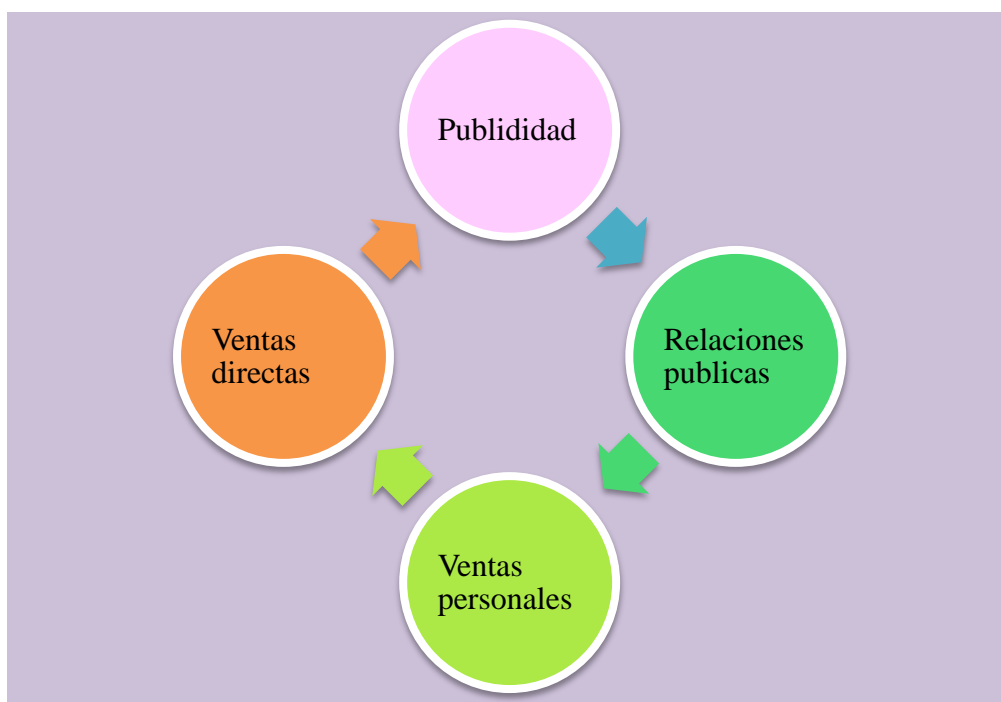 Publididad
Relaciones
publicas
Ventas
personales
Ventas
directas